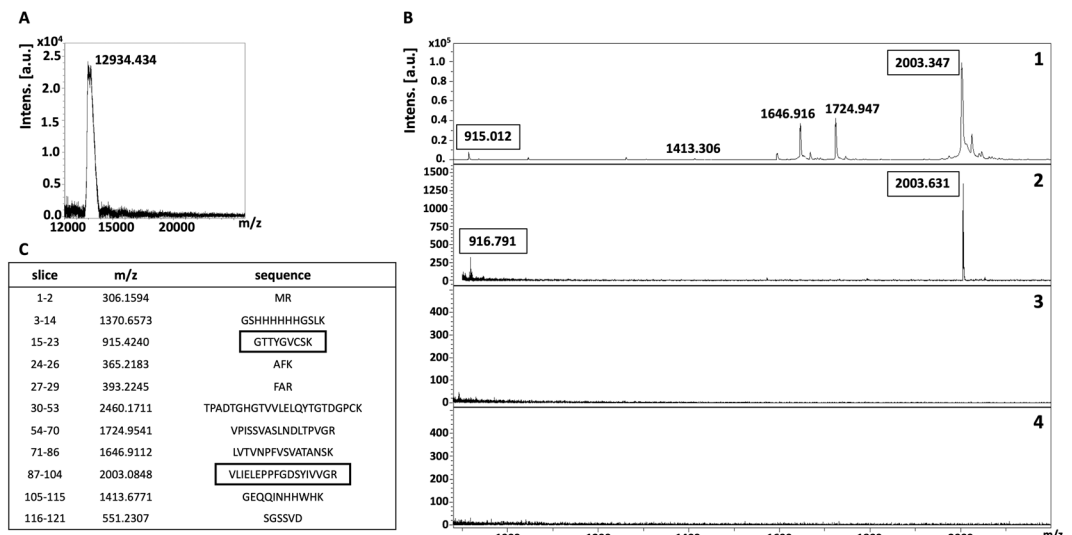 A
Intens. [a.u.]
x10⁴
2.5
2.0
1.5
1.0
0.5
0.0
12934.434
12000 15000 20000 m/z
B
Intens. [a.u.]
x10⁵
1.0
0.8
0.6
0.4
0.2
0.
1
915.012
1413.306
1646.916
1724.947
2003.347
2
1500
1250
1000
750
500
250
0
916.791
2003.631
3
400
300
200
100
0
4
400
300
200
100
0
m/z
C
slice m/z sequence
1-2 306.1594 MR
3-14 1370.6573 GSHHHHHHGSLK
15-23 915.4240 GTTYGVCSK
24-26 365.2183 AFK
27-29 393.2245 FAR
30-53 2460.1711 TPADTGHGTVVLELQYTGTDGPCK
54-70 1724.9541 VPISSVASLNDLTPVGR
71-86 1646.9112 LVTVNPFVSVATANSK
87-104 2003.0848 VLIELEPPFGDSYIVVGR
105-115 1413.6771 GEQQINHHWHK
116-121 551.2307 SGSSVD